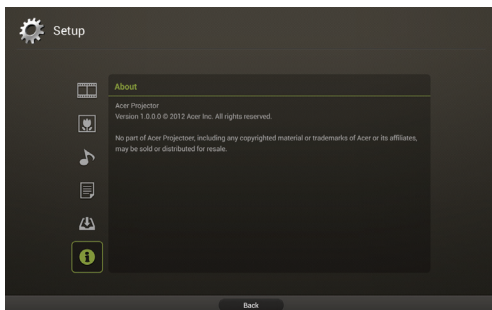 Setup
About
Acer Projector
Version 1.0.0.0 © 2012 Acer Inc. All rights reserved.
No part of Acer Projectoer, including any copyrighted material or trademarks of Acer or its affiliates,
may be sold or distributed for resale.
Back